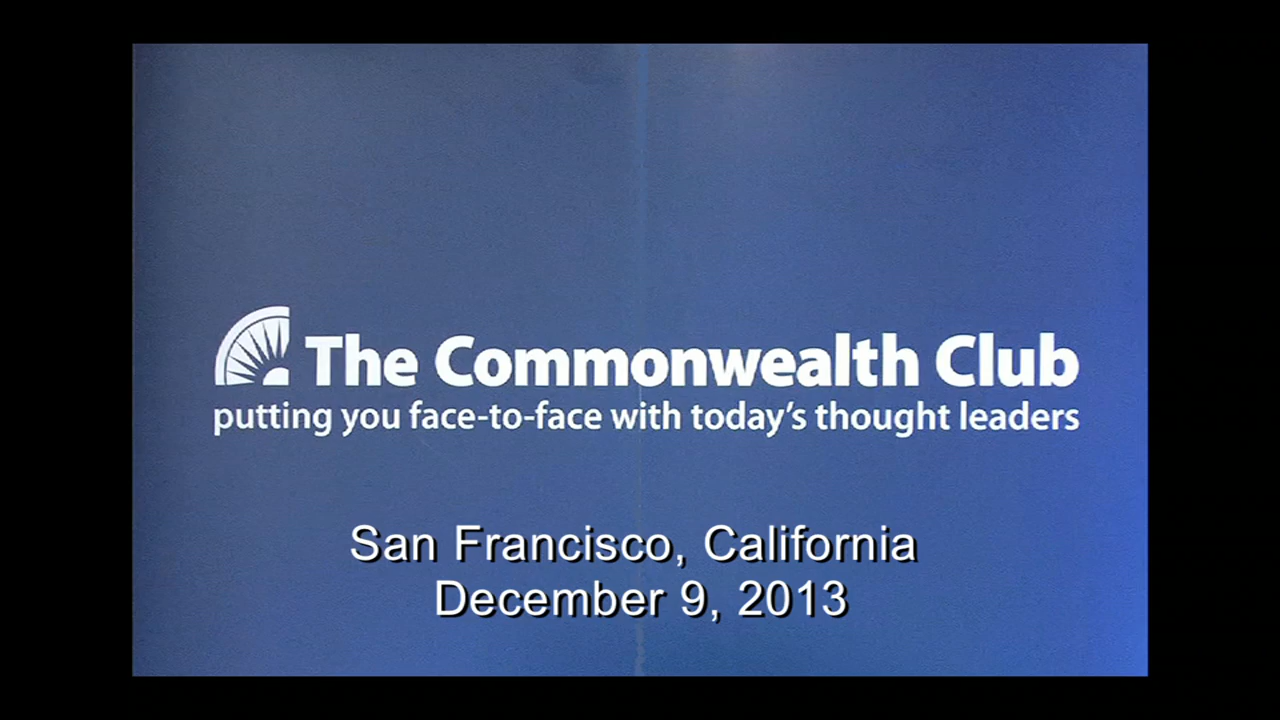 The Commonwealth Club
putting you face-to-face with today's thought leaders
San Francisco, California
December 9, 2013